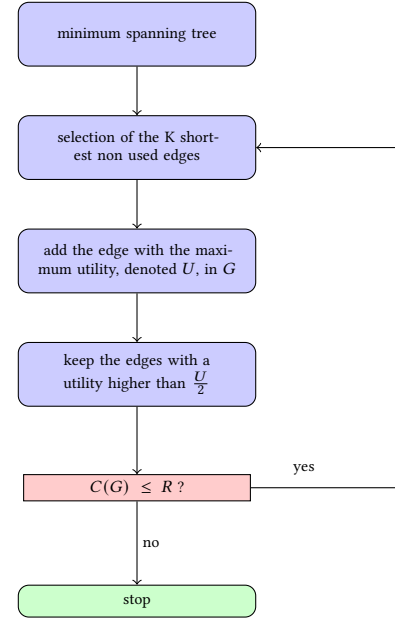 minimum spanning tree
selection of the K short-
est non used edges
add the edge with the maxi-
mum utility, denoted U, in G
keep the edges with a
utility higher than U/2
C(G) ≤ R ?
yes
no
stop